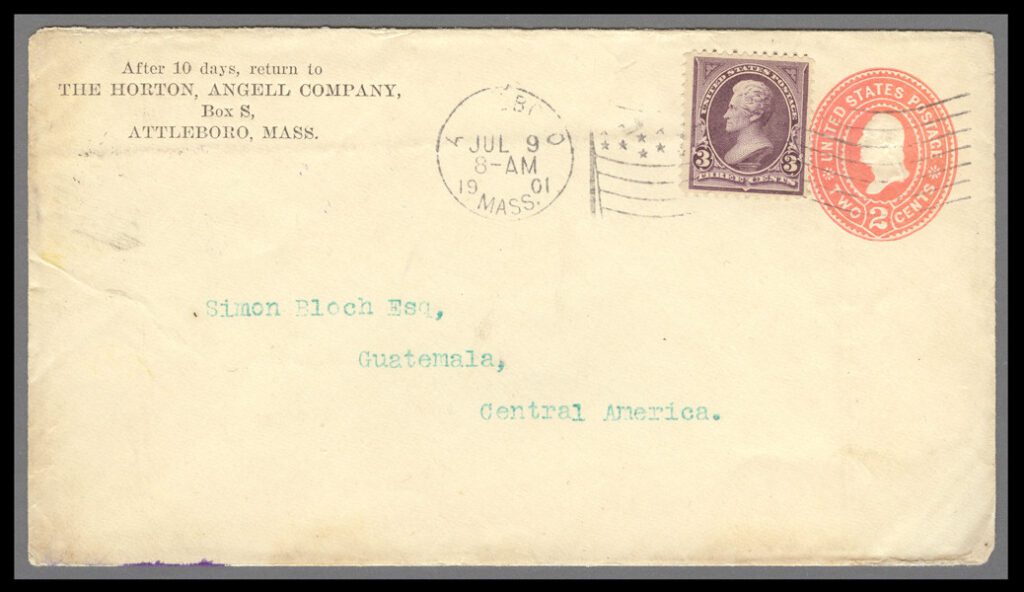 After 10 days, return to
THE HORTON, ANGELL COMPANY,
Box S,
ATTLEBORO, MASS.
JUL 9
8-AM
19 01
MASS.
UNITED STATES POSTAGE
3 3
THREE CENTS
UNITED STATES POSTAGE
TWO 2 CENTS
Simon Bloch Esq,
Guatemala,
Central America.